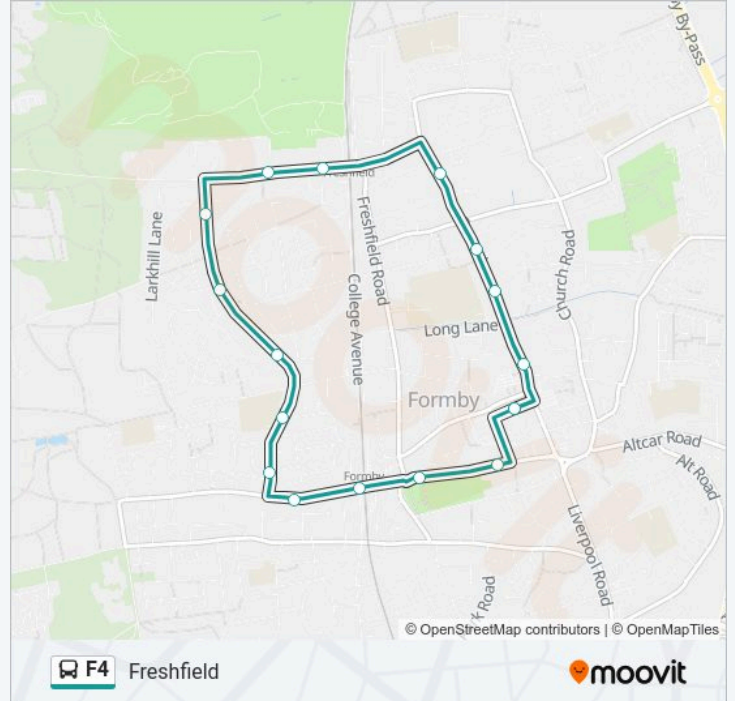 By-Pass
Freshfield
Larkhill Lane
Freshfield Road
College Avenue
Church Road
Long Lane
Formby
Altcar Road
Alt Road
Formby
Liverpool Road
Road
© OpenStreetMap contributors | © OpenMapTiles
F4 Freshfield
moovit